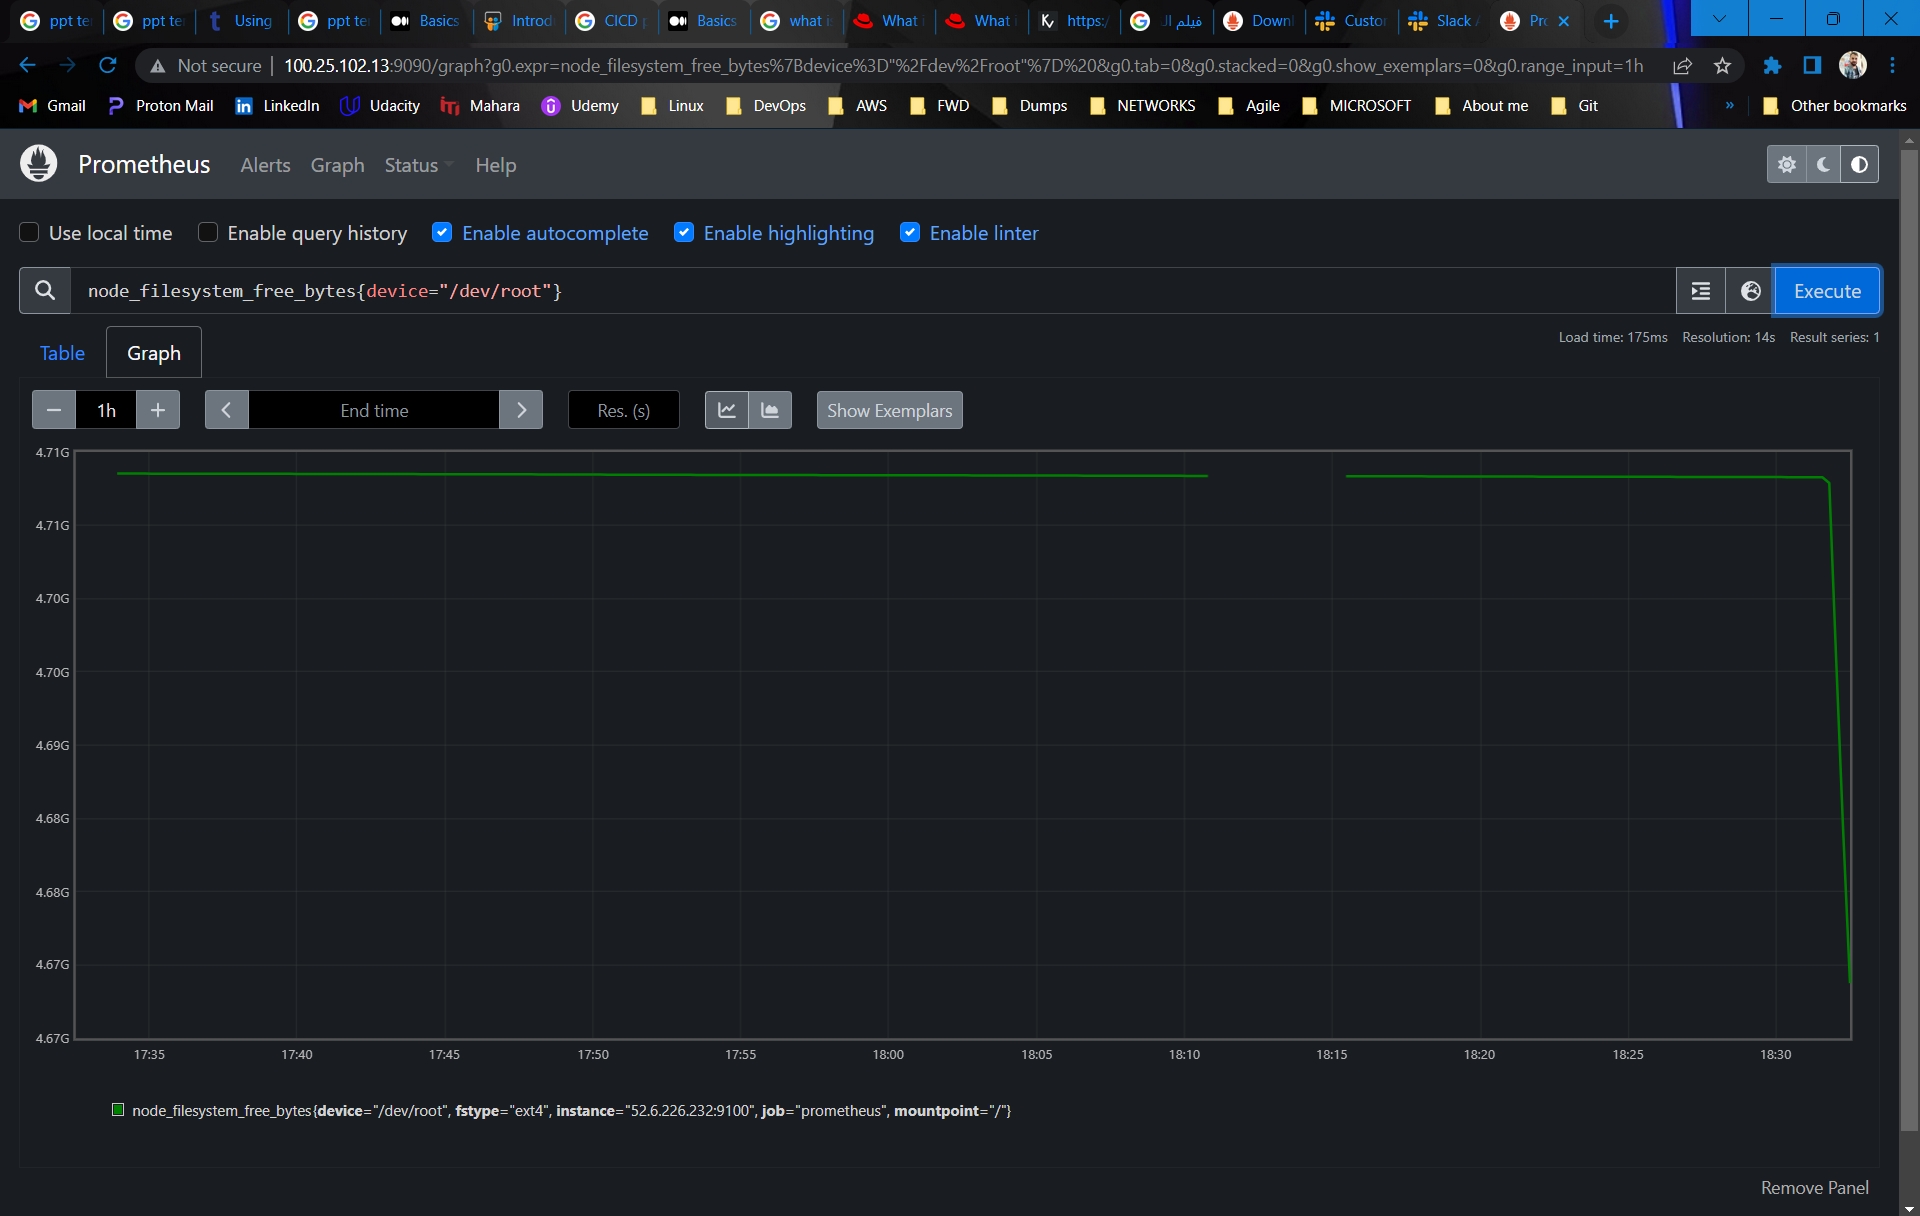 ppt te
ppt te
Using
ppt te
Basics
Introd
CICD
Basics
what i
What i
What i
https:/
فيلم ال
Downl
Custo
Slack
Pro
Not secure
100.25.102.13:9090/graph?g0.expr=node_filesystem_free_bytes%7Bdevice%3D"%2Fdev%2Froot"%7D%20&g0.tab=0&g0.stacked=0&g0.show_exemplars=0&g0.range_input=1h
Gmail
Proton Mail
LinkedIn
Udacity
Mahara
Udemy
Linux
DevOps
AWS
FWD
Dumps
NETWORKS
Agile
MICROSOFT
About me
Git
»
Other bookmarks
Prometheus
Alerts
Graph
Status
Help
Use local time
Enable query history
Enable autocomplete
Enable highlighting
Enable linter
node_filesystem_free_bytes{device="/dev/root"}
Execute
Table
Graph
Load time: 175ms
Resolution: 14s
Result series: 1
1h
End time
Res. (s)
Show Exemplars
4.71G
4.71G
4.70G
4.70G
4.69G
4.68G
4.68G
4.67G
4.67G
17:35
17:40
17:45
17:50
17:55
18:00
18:05
18:10
18:15
18:20
18:25
18:30
node_filesystem_free_bytes{device="/dev/root", fstype="ext4", instance="52.6.226.232:9100", job="prometheus", mountpoint="/"}
Remove Panel